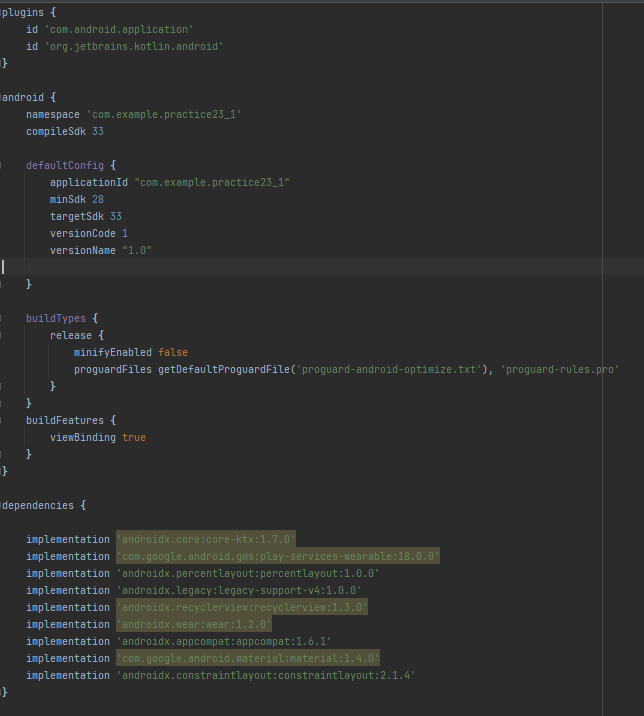 plugins {
    id 'com.android.application'
    id 'org.jetbrains.kotlin.android'
}
android {
    namespace 'com.example.practice23_1'
    compileSdk 33
    defaultConfig {
        applicationId "com.example.practice23_1"
        minSdk 28
        targetSdk 33
        versionCode 1
        versionName "1.0"
    }
    buildTypes {
        release {
            minifyEnabled false
            proguardFiles getDefaultProguardFile('proguard-android-optimize.txt'), 'proguard-rules.pro'
        }
    }
    buildFeatures {
        viewBinding true
    }
}
dependencies {
    implementation 'androidx.core:core-ktx:1.7.0'
    implementation 'com.google.android.gms:play-services-wearable:18.0.0'
    implementation 'androidx.percentlayout:percentlayout:1.0.0'
    implementation 'androidx.legacy:legacy-support-v4:1.0.0'
    implementation 'androidx.recyclerview:recyclerview:1.3.0'
    implementation 'androidx.wear:wear:1.2.0'
    implementation 'androidx.appcompat:appcompat:1.6.1'
    implementation 'com.google.android.material:material:1.4.0'
    implementation 'androidx.constraintlayout:constraintlayout:2.1.4'
}